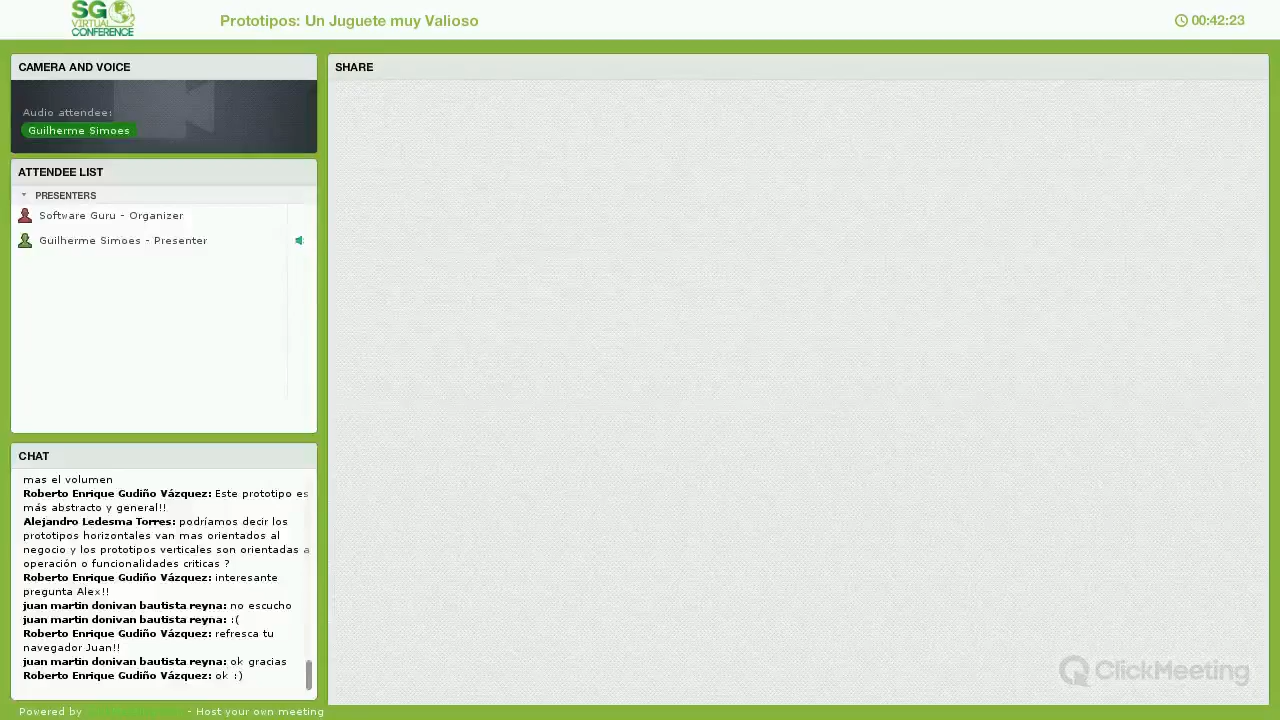 SG
VIRTUAL
CONFERENCE
Prototipos: Un Juguete muy Valioso
00:42:23
CAMERA AND VOICE
Audio attendee:
Guilherme Simoes
ATTENDEE LIST
PRESENTERS
Software Guru - Organizer
Guilherme Simoes - Presenter
CHAT
mas el volumen
Roberto Enrique Gudiño Vázquez: Este prototipo es
más abstracto y general!!
Alejandro Ledesma Torres: podríamos decir los
prototipos horizontales van mas orientados al
negocio y los prototipos verticales son orientadas a
operación o funcionalidades criticas ?
Roberto Enrique Gudiño Vázquez: interesante
pregunta Alex!!
juan martin donivan bautista reyna: no escucho
juan martin donivan bautista reyna: :(
Roberto Enrique Gudiño Vázquez: refresca tu
navegador Juan!!
juan martin donivan bautista reyna: ok gracias
Roberto Enrique Gudiño Vázquez: ok :)
Powered by - Host your own meeting
SHARE
ClickMeeting